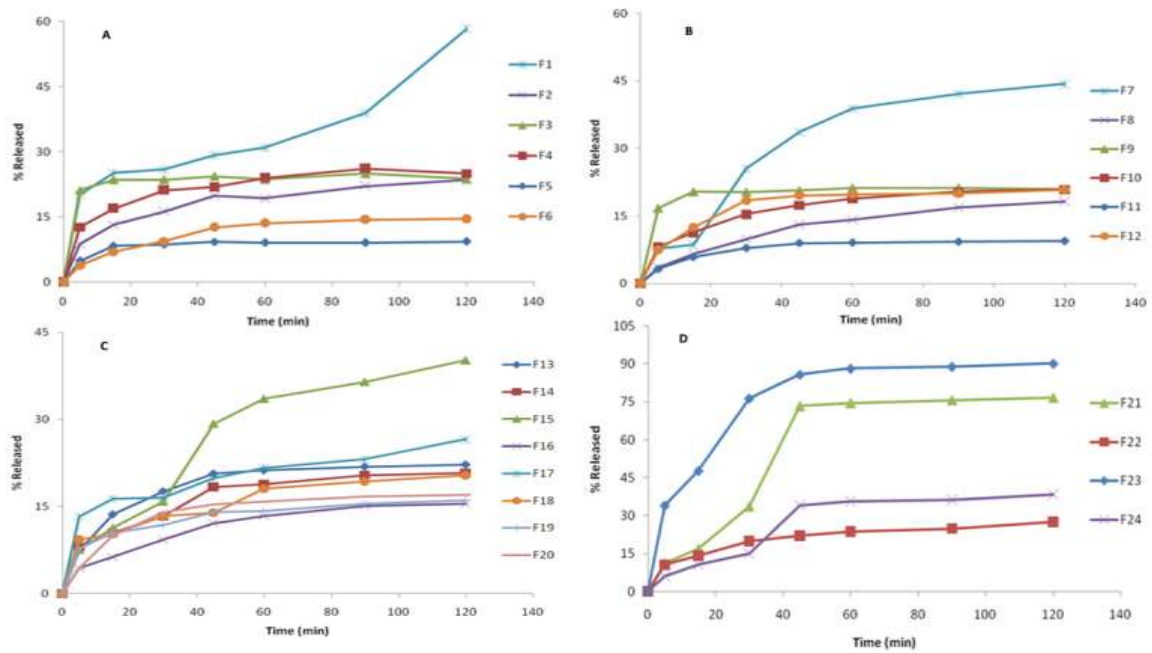 A
% Released
60
45
30
15
0
0 20 40 60 80 100 120 140
Time (min)
F1
F2
F3
F4
F5
F6
B
% Released
60
45
30
15
0
0 20 40 60 80 100 120 140
Time (min)
F7
F8
F9
F10
F11
F12
C
% Released
45
30
15
0
0 20 40 60 80 100 120 140
Time (min)
F13
F14
F15
F16
F17
F18
F19
F20
D
% Released
105
90
75
60
45
30
15
0
0 20 40 60 80 100 120 140
Time (min)
F21
F22
F23
F24